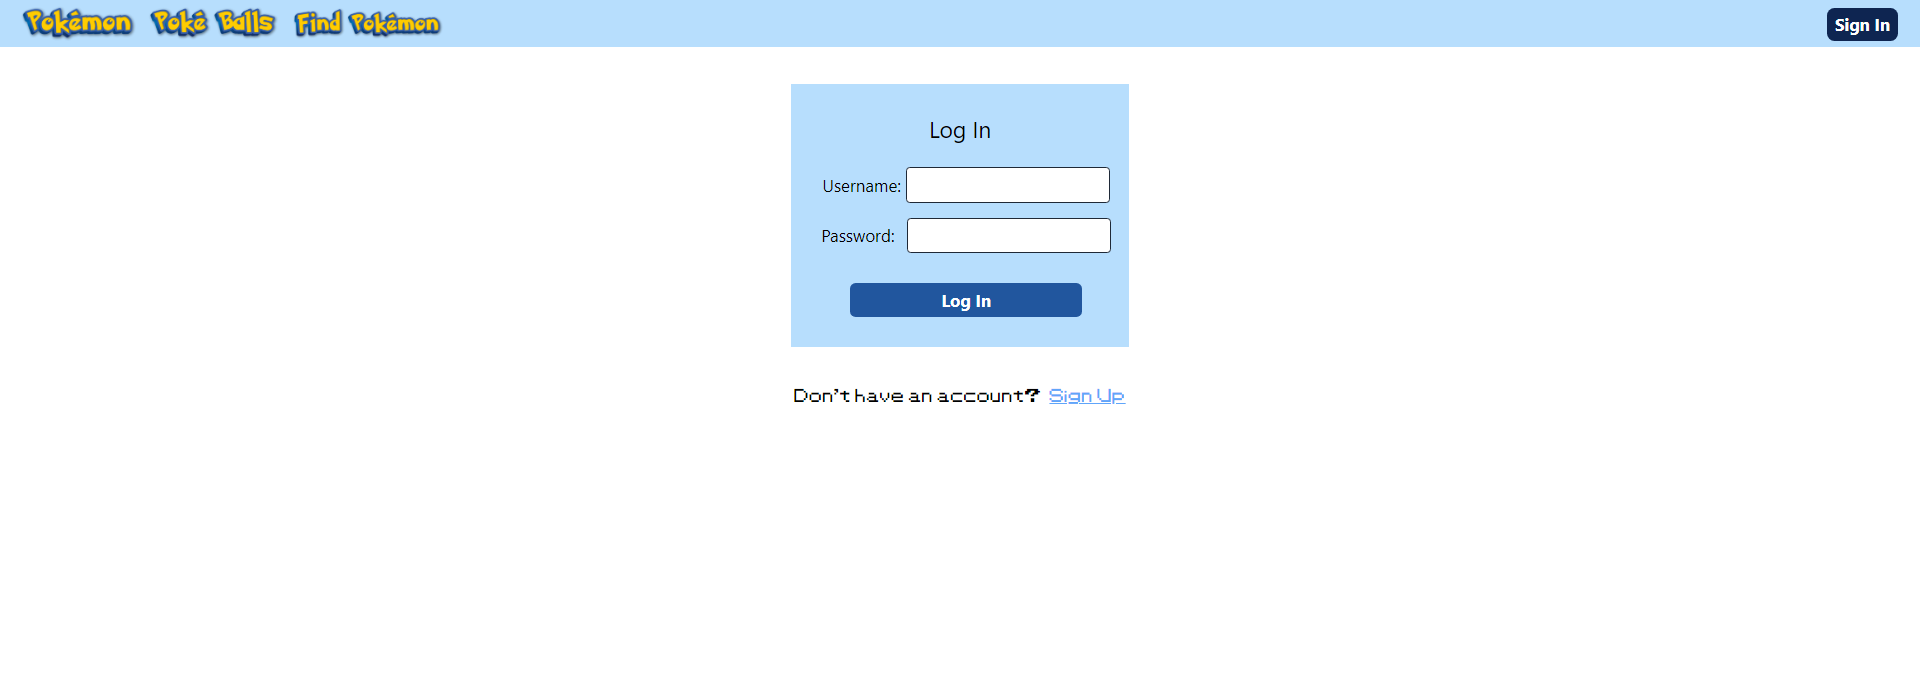 Pokémon Poké Balls Find Pokémon Sign In
Log In
Username:
Password:
Log In
Don't have an account? Sign Up